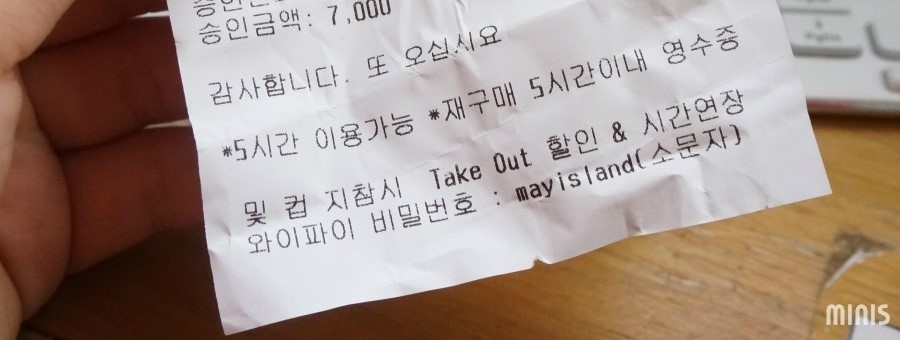 승인금액: 7,000
감사합니다. 또 오십시요
*5시간 이용가능 *재구매 5시간이내 영수증
및 컵 지참시 Take Out 할인 & 시간연장
와이파이 비밀번호 : mayisland(소문자)
MINIS